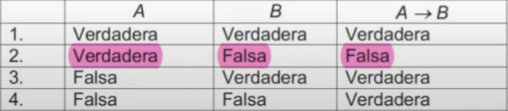 A B A → B
1. Verdadera Verdadera Verdadera
2. Verdadera Falsa Falsa
3. Falsa Verdadera Verdadera
4. Falsa Falsa Verdadera